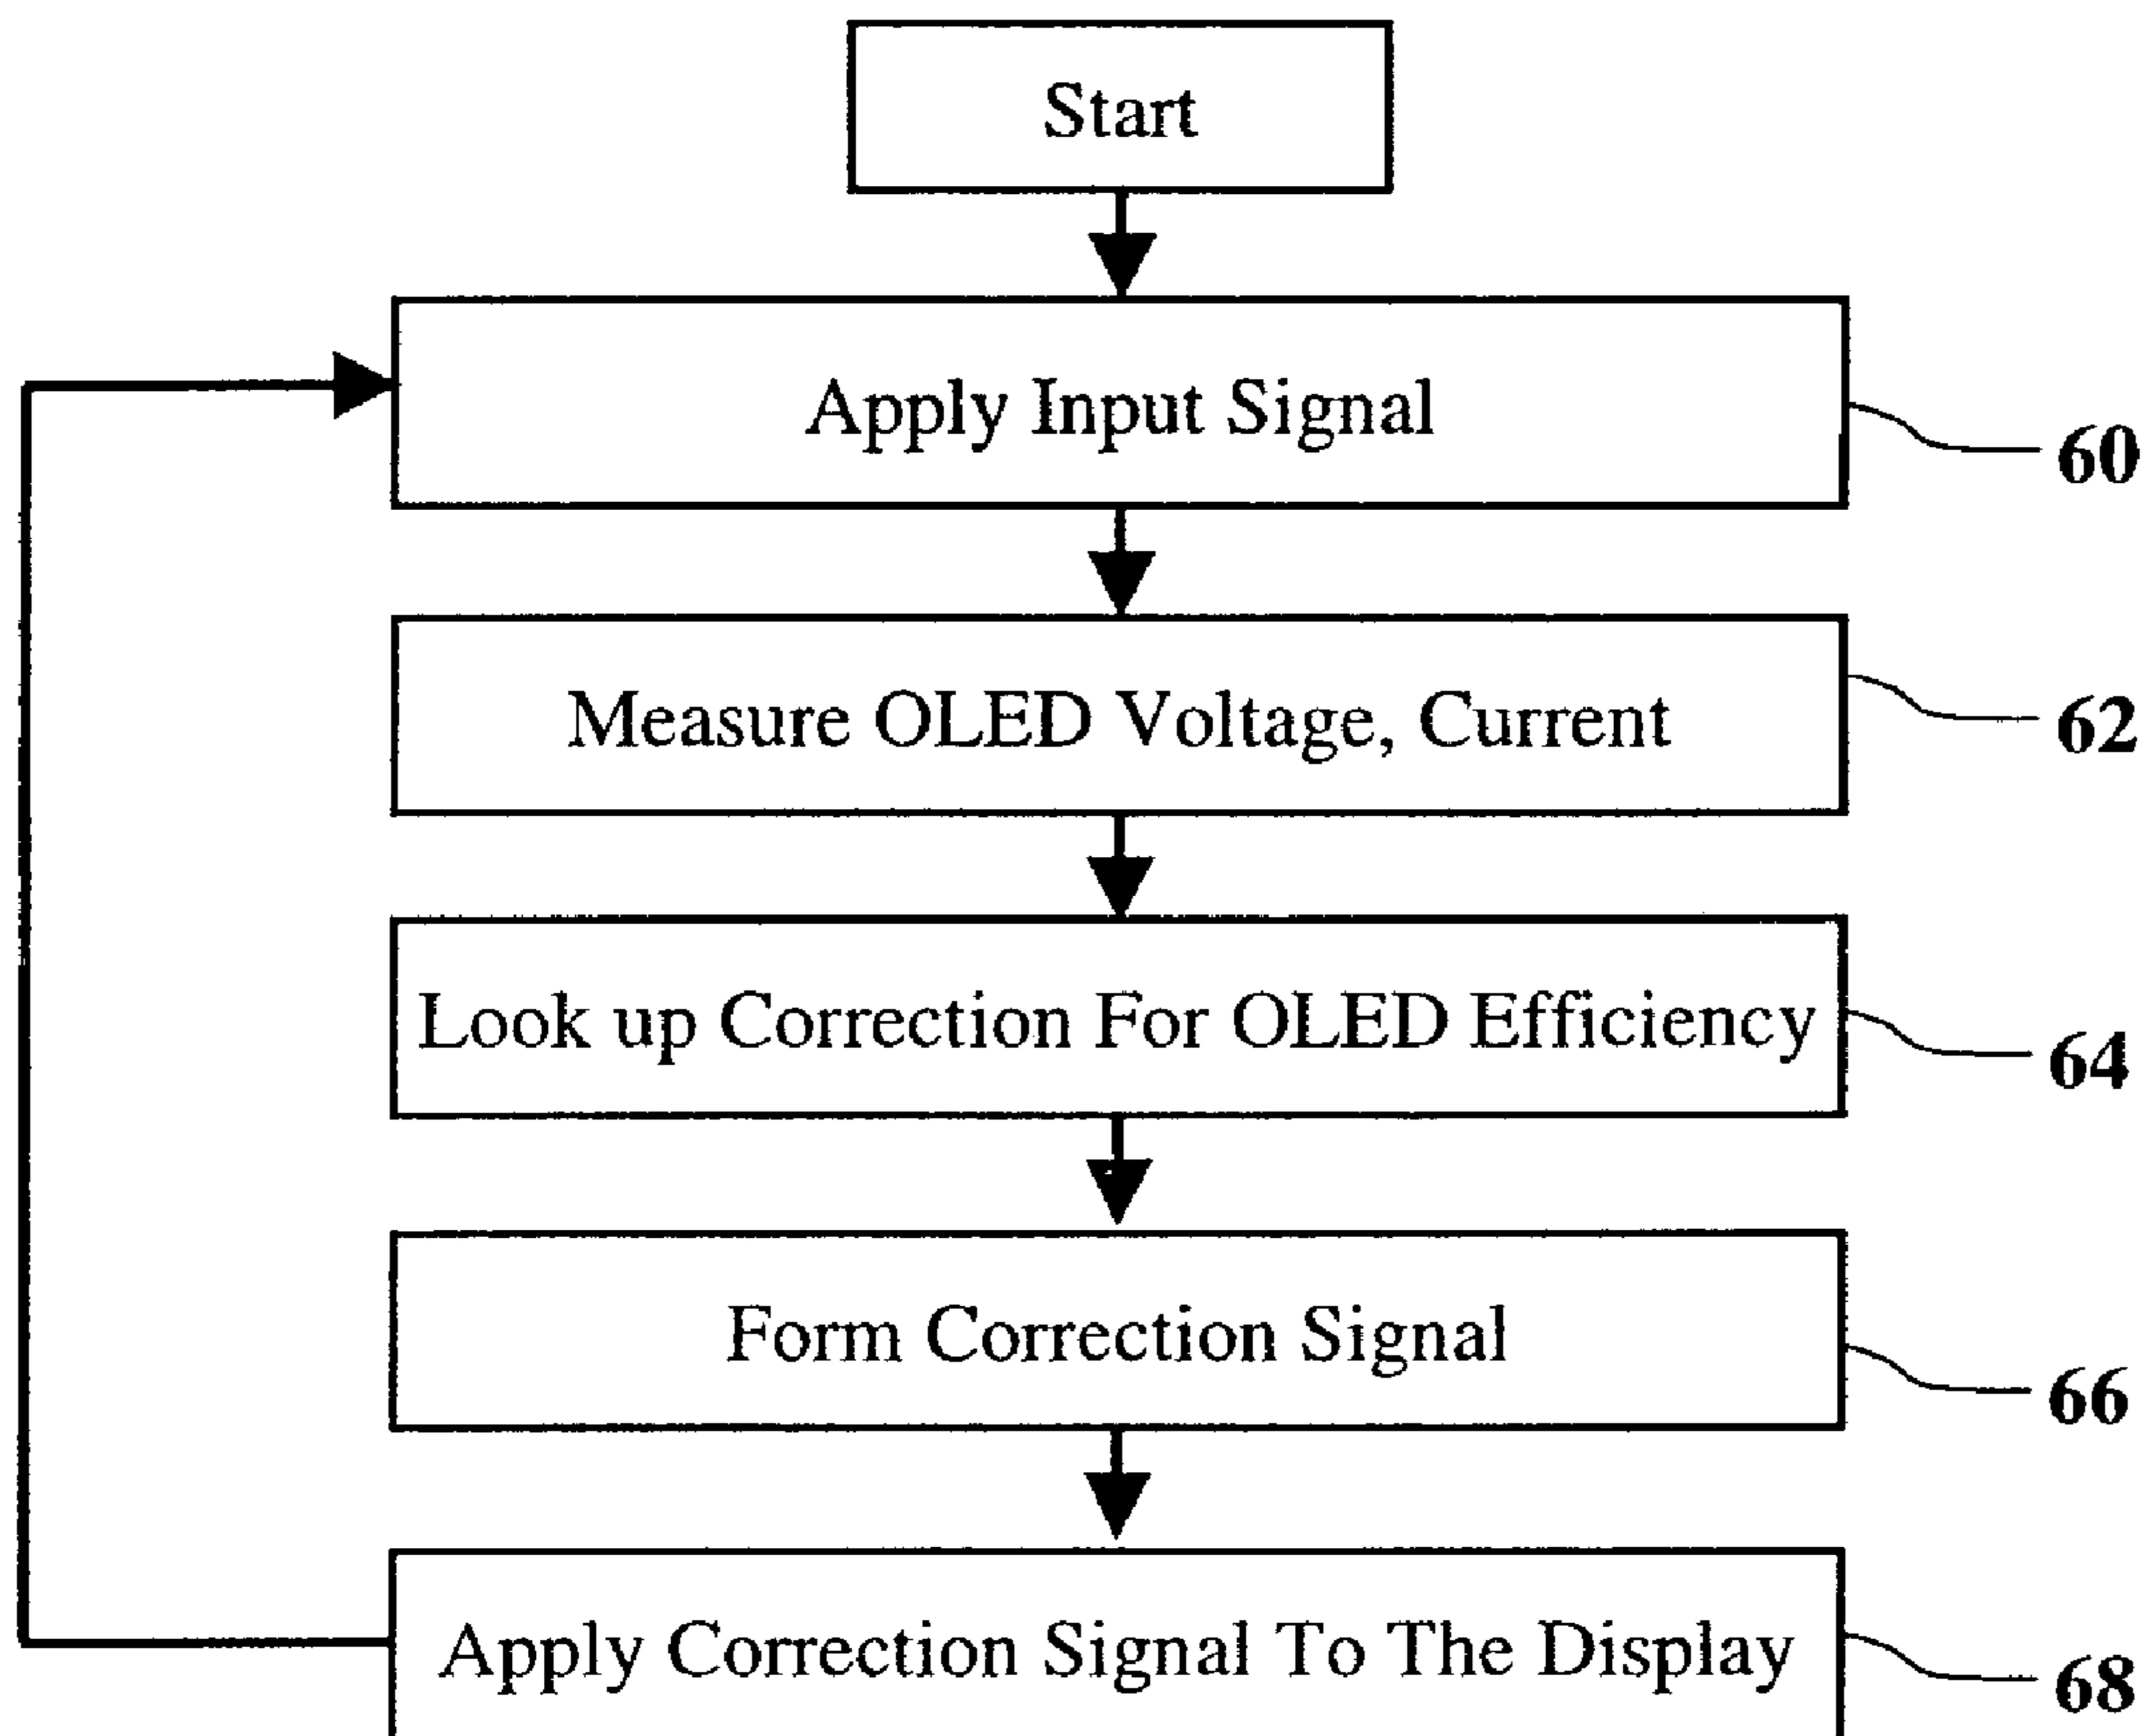 Start
Apply Input Signal
60
Measure OLED Voltage, Current
62
Look up Correction For OLED Efficiency
64
Form Correction Signal
66
Apply Correction Signal To The Display
68